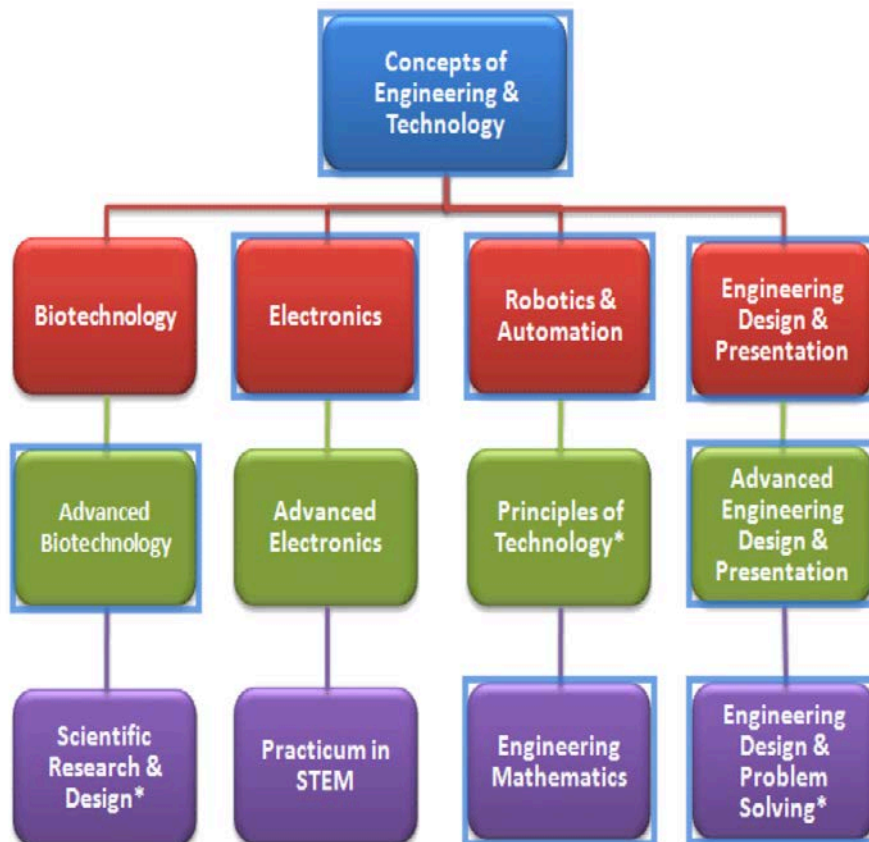 Concepts of
Engineering &
Technology
Biotechnology
Electronics
Robotics &
Automation
Engineering
Design &
Presentation
Advanced
Biotechnology
Advanced
Electronics
Principles of
Technology*
Advanced
Engineering
Design &
Presentation
Scientific
Research &
Design*
Practicum in
STEM
Engineering
Mathematics
Engineering
Design &
Problem
Solving*